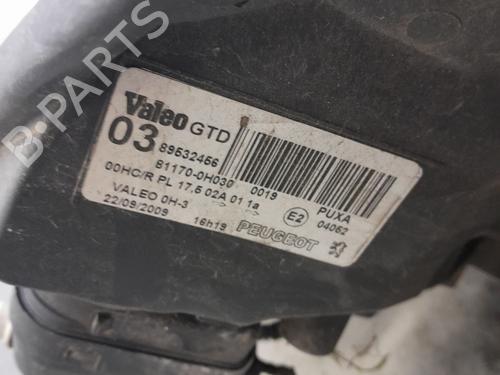 B-PARTS
Valeo GTD
03 89532456
81170-0H030 0019
00HC/R PL 17,5 02A 01 1a
VALEO 0H-3 E2 PUXA
22/09/2009 16h19 04062
PEUGEOT